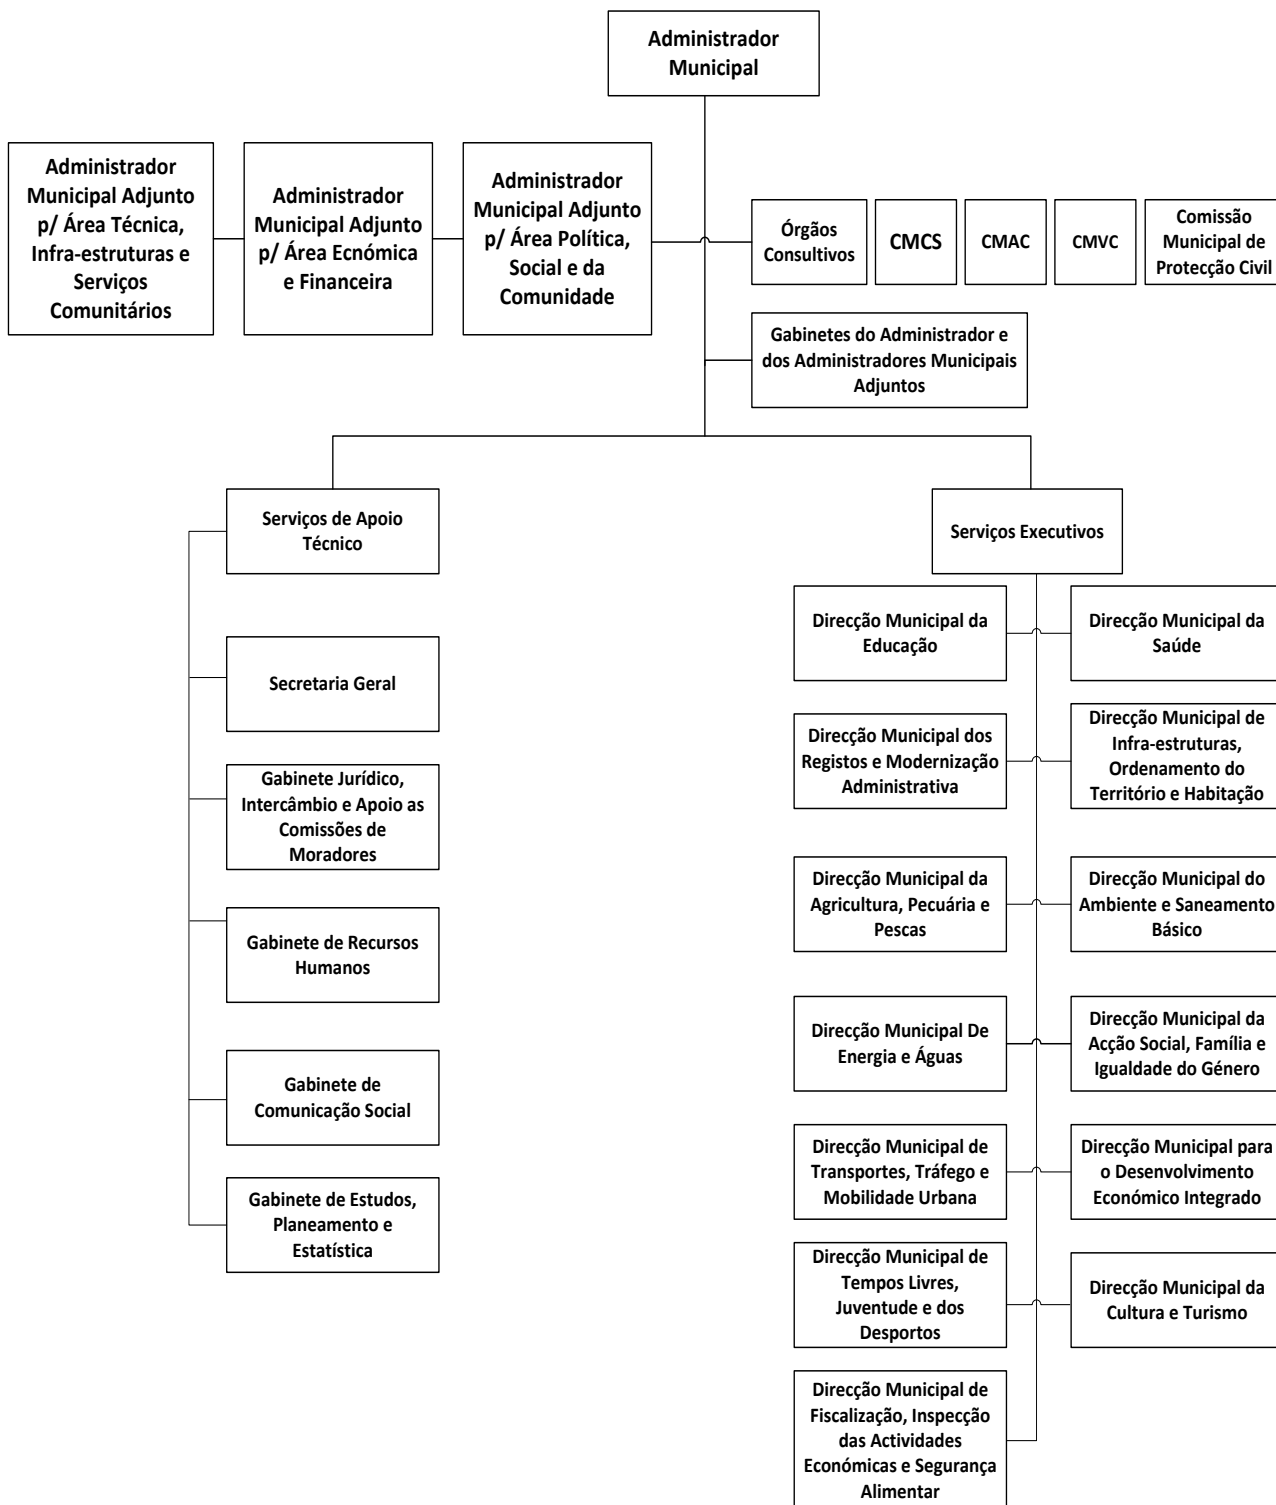 Administrador
Municipal
Administrador
Municipal Adjunto
p/ Área Técnica,
Infra-estruturas e
Serviços
Comunitários
Administrador
Municipal Adjunto
p/ Área Ecnómica
e Financeira
Administrador
Municipal Adjunto
p/ Área Política,
Social e da
Comunidade
Órgãos
Consultivos
CMCS
CMAC
CMVC
Comissão
Municipal de
Protecção Civil
Gabinetes do Administrador e
dos Administradores Municipais
Adjuntos
Serviços de Apoio
Técnico
Secretaria Geral
Gabinete Jurídico,
Intercâmbio e Apoio as
Comissões de
Moradores
Gabinete de Recursos
Humanos
Gabinete de
Comunicação Social
Gabinete de Estudos,
Planeamento e
Estatística
Serviços Executivos
Direcção Municipal da
Educação
Direcção Municipal da
Saúde
Direcção Municipal dos
Registos e Modernização
Administrativa
Direcção Municipal de
Infra-estruturas,
Ordenamento do
Território e Habitação
Direcção Municipal da
Agricultura, Pecuária e
Pescas
Direcção Municipal do
Ambiente e Saneamento
Básico
Direcção Municipal De
Energia e Águas
Direcção Municipal da
Acção Social, Família e
Igualdade do Género
Direcção Municipal de
Transportes, Tráfego e
Mobilidade Urbana
Direcção Municipal para
o Desenvolvimento
Económico Integrado
Direcção Municipal de
Tempos Livres,
Juventude e dos
Desportos
Direcção Municipal da
Cultura e Turismo
Direcção Municipal de
Fiscalização, Inspecção
das Actividades
Económicas e Segurança
Alimentar